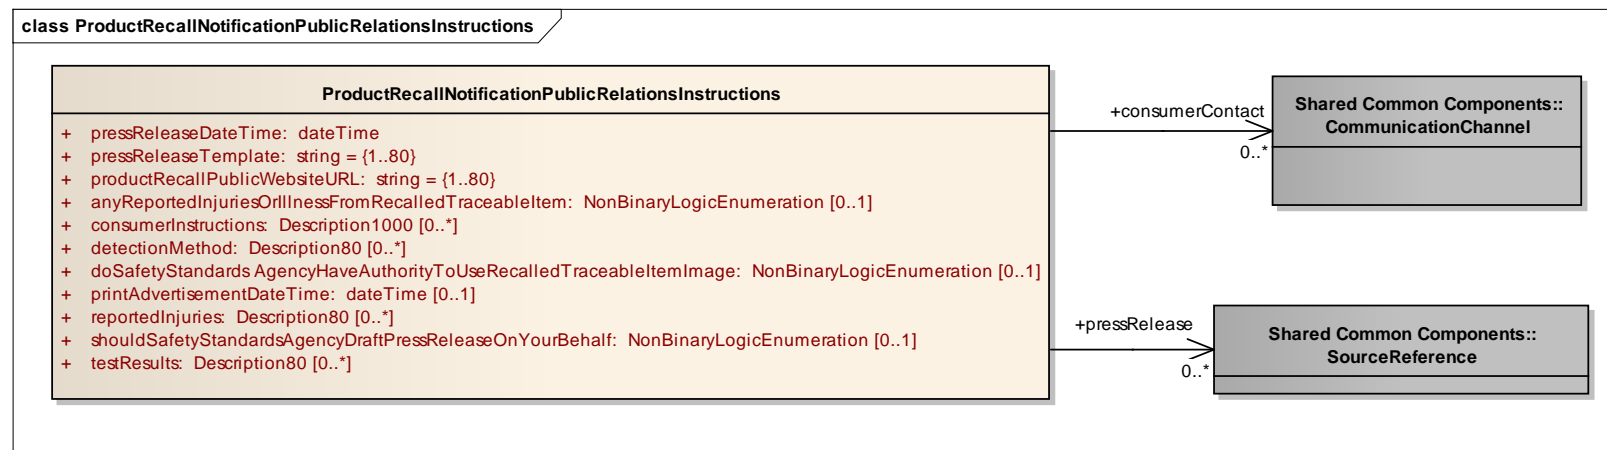 class ProductRecallNotificationPublicRelationsInstructions
ProductRecallNotificationPublicRelationsInstructions
+ pressReleaseDateTime: dateTime
+ pressReleaseTemplate: string = {1..80}
+ productRecallPublicWebsiteURL: string = {1..80}
+ anyReportedInjuriesOrIllnessFromRecalledTraceableItem: NonBinaryLogicEnumeration [0..1]
+ consumerInstructions: Description1000 [0..*]
+ detectionMethod: Description80 [0..*]
+ doSafetyStandards AgencyHaveAuthorityToUseRecalledTraceableItemImage: NonBinaryLogicEnumeration [0..1]
+ printAdvertisementDateTime: dateTime [0..1]
+ reportedInjuries: Description80 [0..*]
+ shouldSafetyStandardsAgencyDraftPressReleaseOnYourBehalf: NonBinaryLogicEnumeration [0..1]
+ testResults: Description80 [0..*]
+consumerContact
0..*
Shared Common Components::
CommunicationChannel
+pressRelease
0..*
Shared Common Components::
SourceReference